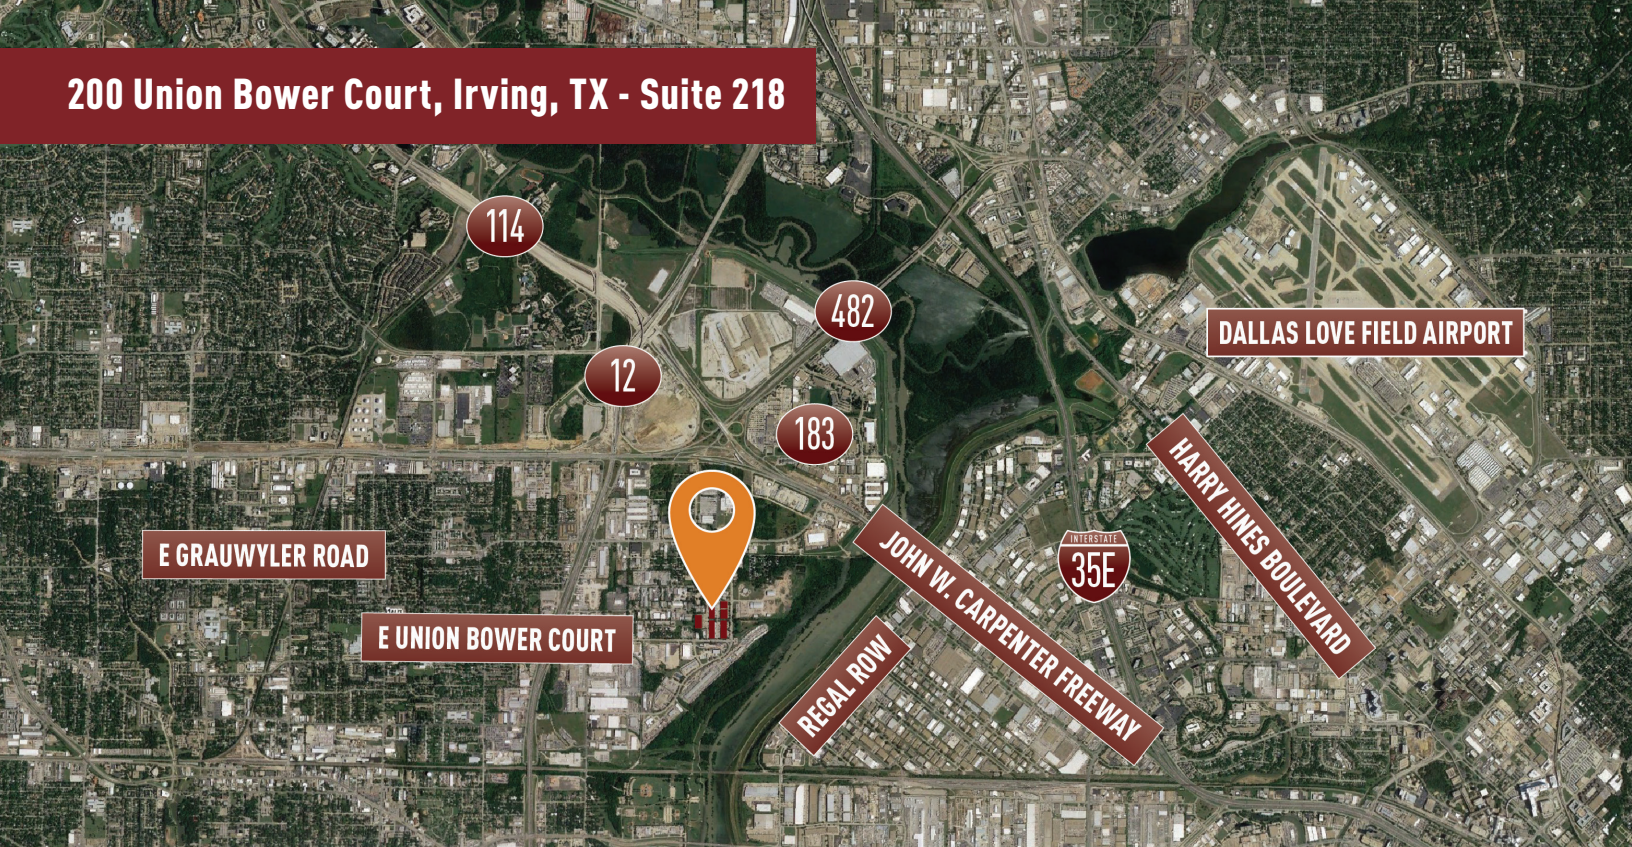 200 Union Bower Court, Irving, TX - Suite 218
114
482
12
183
DALLAS LOVE FIELD AIRPORT
HARRY HINES BOULEVARD
E GRAUWYLER ROAD
JOHN W. CARPENTER FREEWAY
INTERSTATE
35E
E UNION BOWER COURT
REGAL ROW